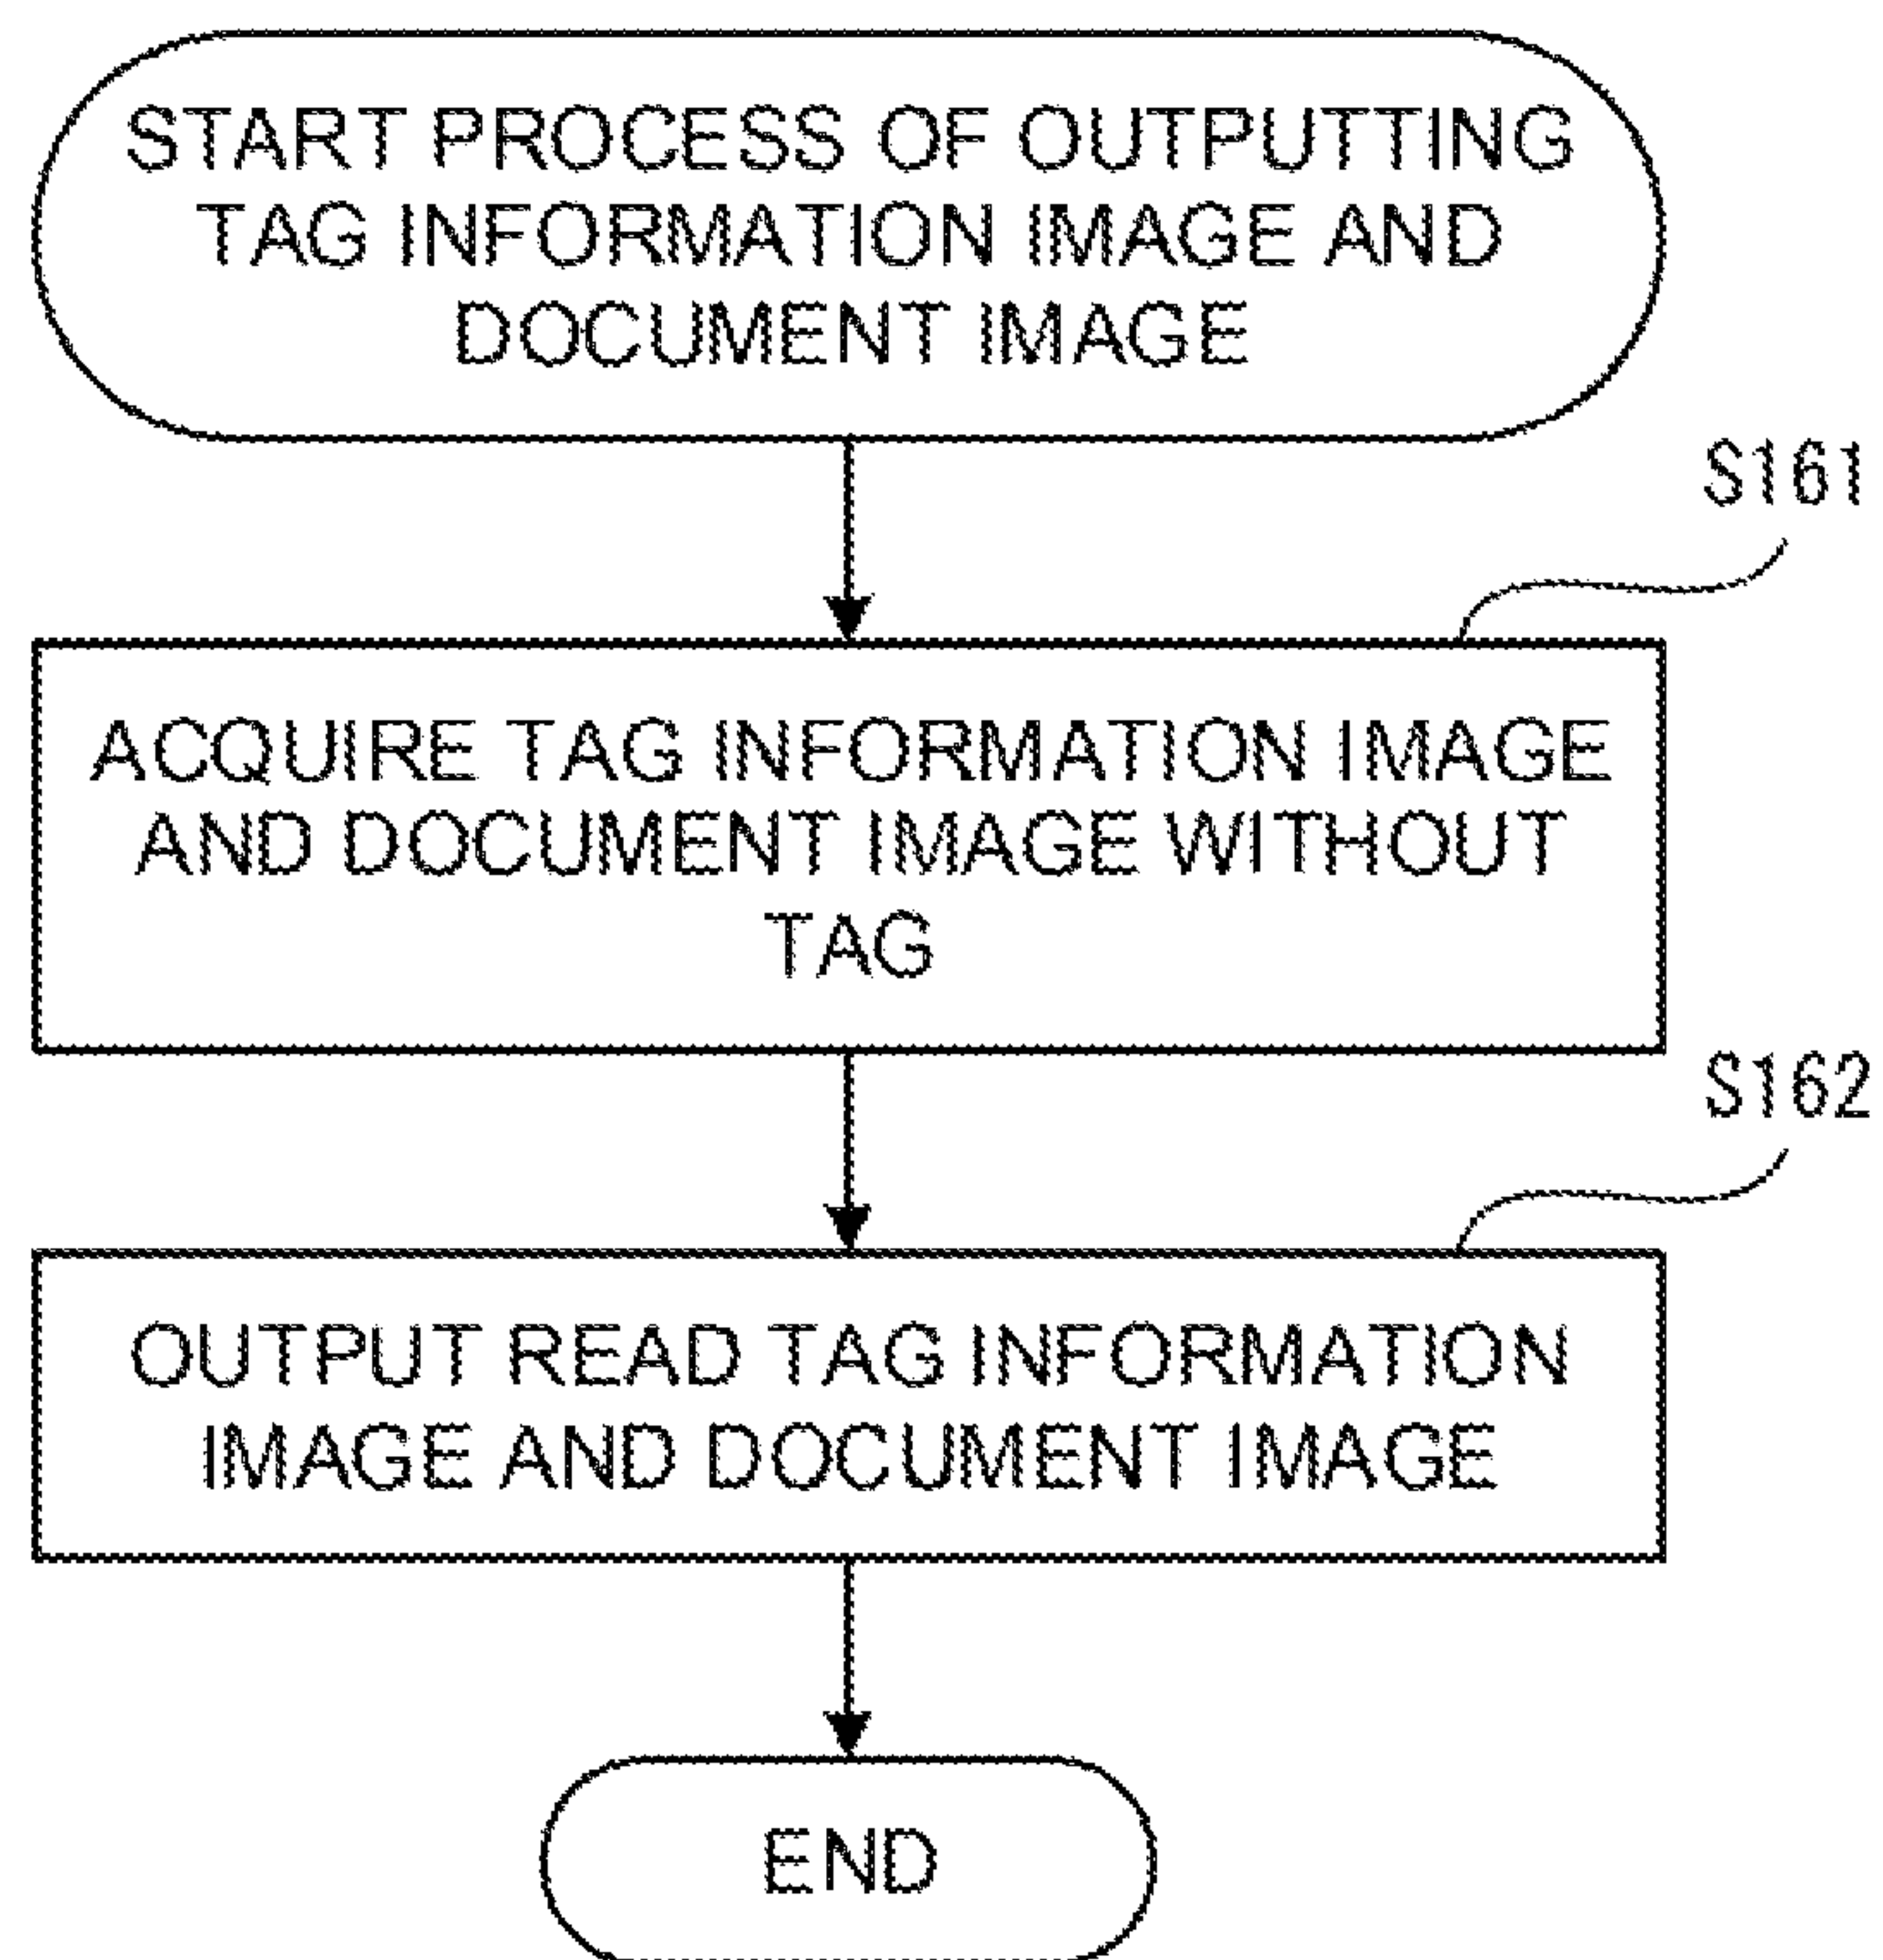 START PROCESS OF OUTPUTTING
TAG INFORMATION IMAGE AND
DOCUMENT IMAGE
S161
ACQUIRE TAG INFORMATION IMAGE
AND DOCUMENT IMAGE WITHOUT
TAG
S162
OUTPUT READ TAG INFORMATION
IMAGE AND DOCUMENT IMAGE
END